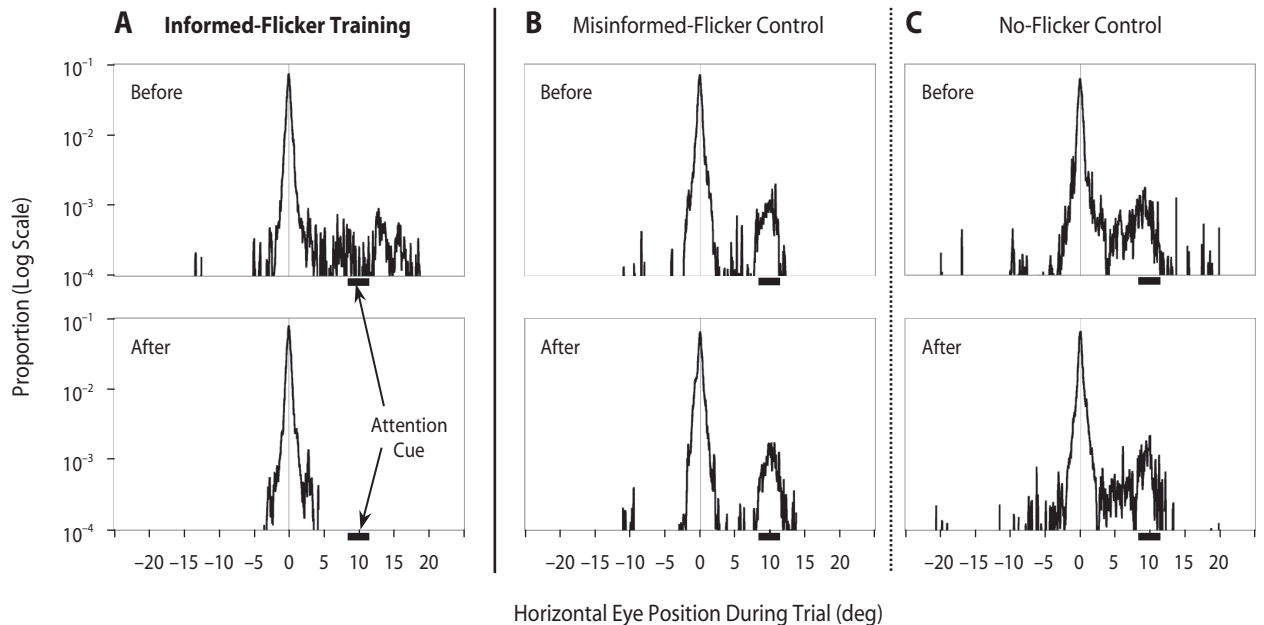 A Informed-Flicker Training
B Misinformed-Flicker Control
C No-Flicker Control
Proportion (Log Scale)
Before
10⁻¹
10⁻²
10⁻³
10⁻⁴
Before
Before
After
10⁻¹
10⁻²
10⁻³
10⁻⁴
Attention
Cue
After
After
−20 −15 −10 −5 0 5 10 15 20
−20 −15 −10 −5 0 5 10 15 20
−20 −15 −10 −5 0 5 10 15 20
Horizontal Eye Position During Trial (deg)